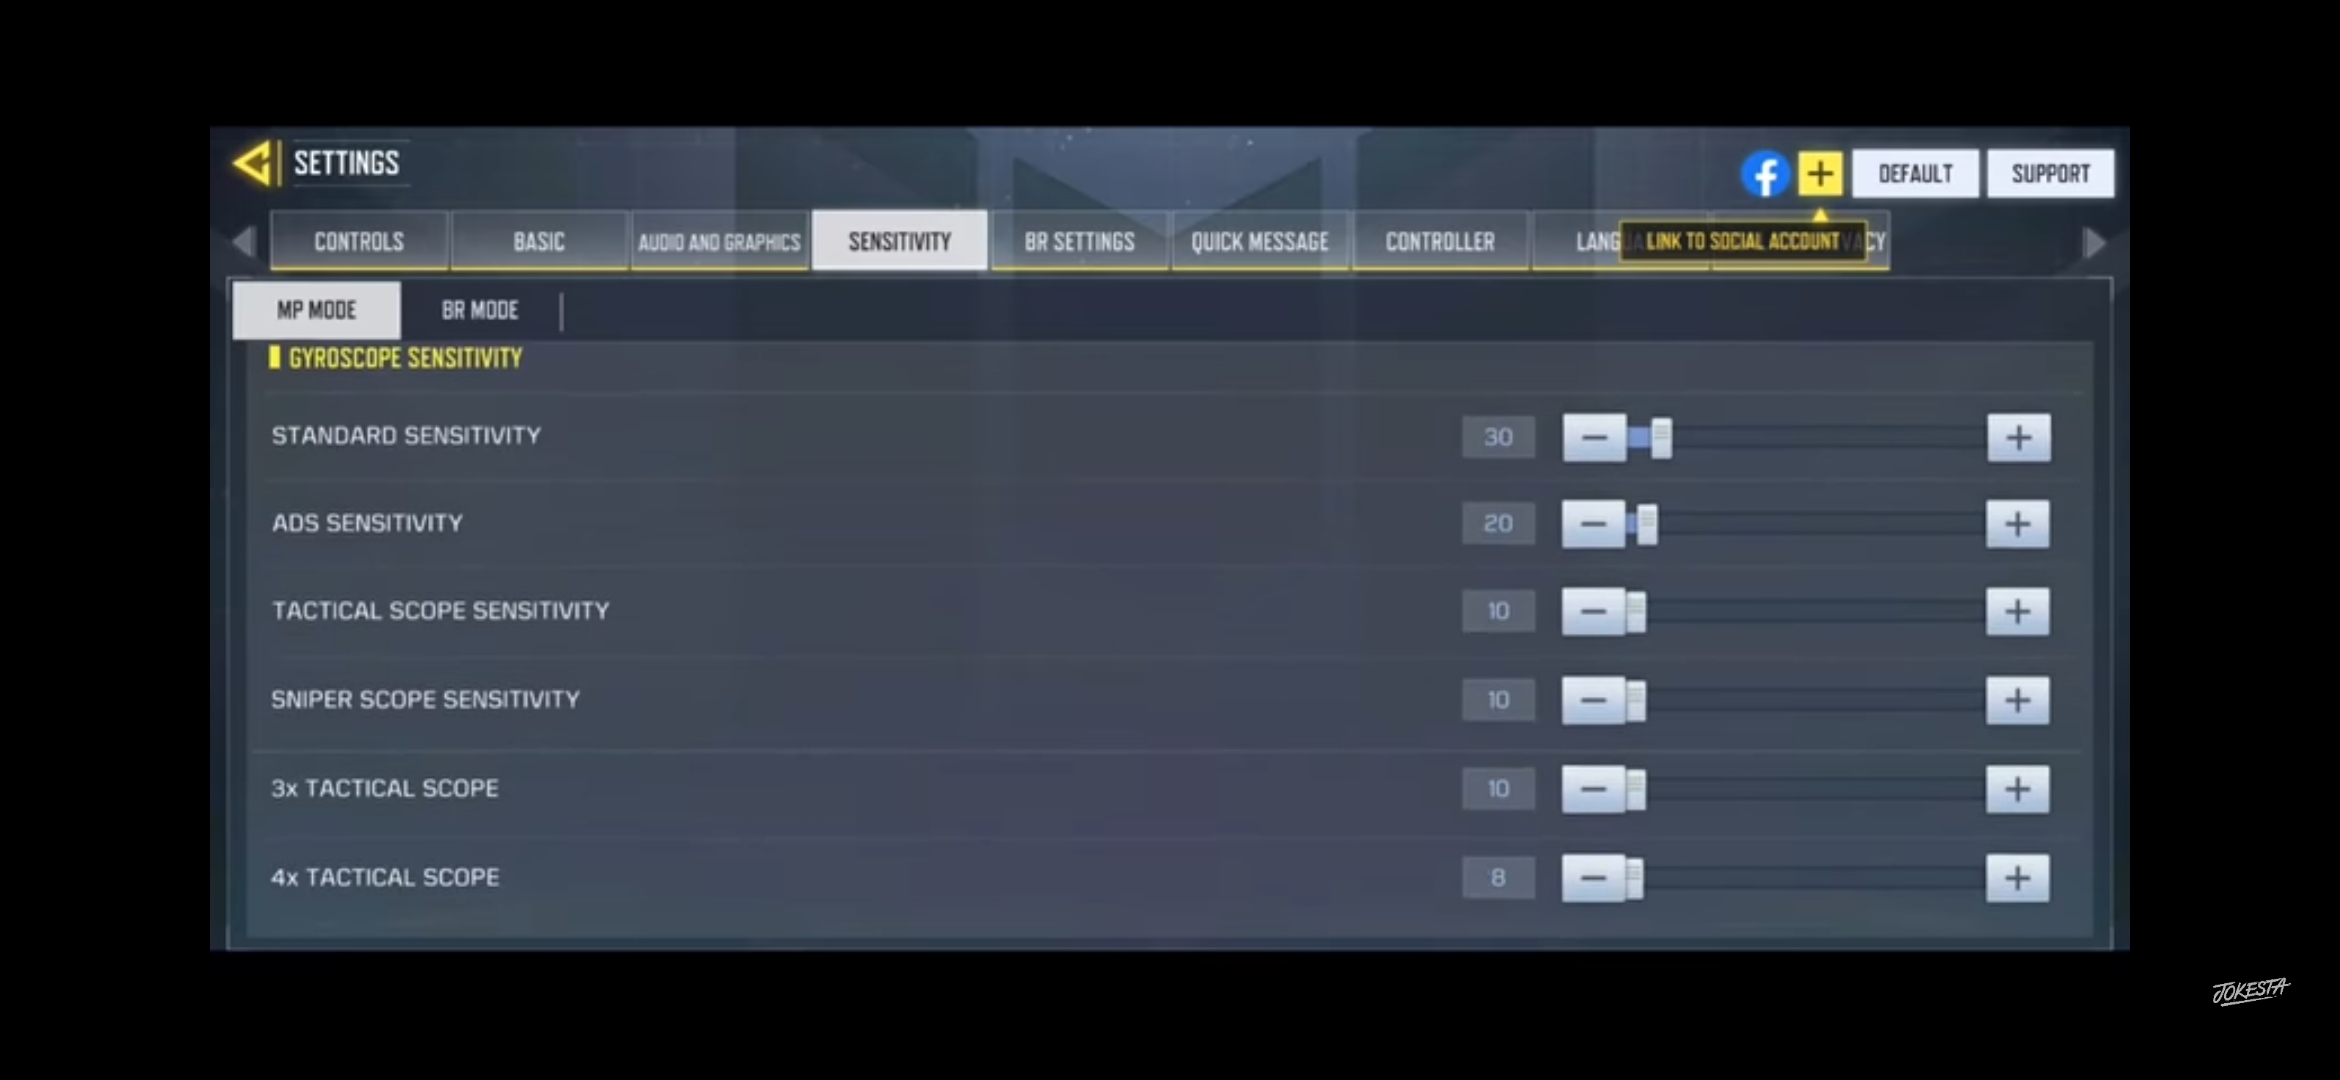 SETTINGS
DEFAULT
SUPPORT
CONTROLS
BASIC
AUDIO AND GRAPHICS
SENSITIVITY
BR SETTINGS
QUICK MESSAGE
CONTROLLER
LANG
LINK TO SOCIAL ACCOUNT
CY
MP MODE
BR MODE
GYROSCOPE SENSITIVITY
STANDARD SENSITIVITY 30
ADS SENSITIVITY 20
TACTICAL SCOPE SENSITIVITY 10
SNIPER SCOPE SENSITIVITY 10
3x TACTICAL SCOPE 10
4x TACTICAL SCOPE 8
JOKESTA